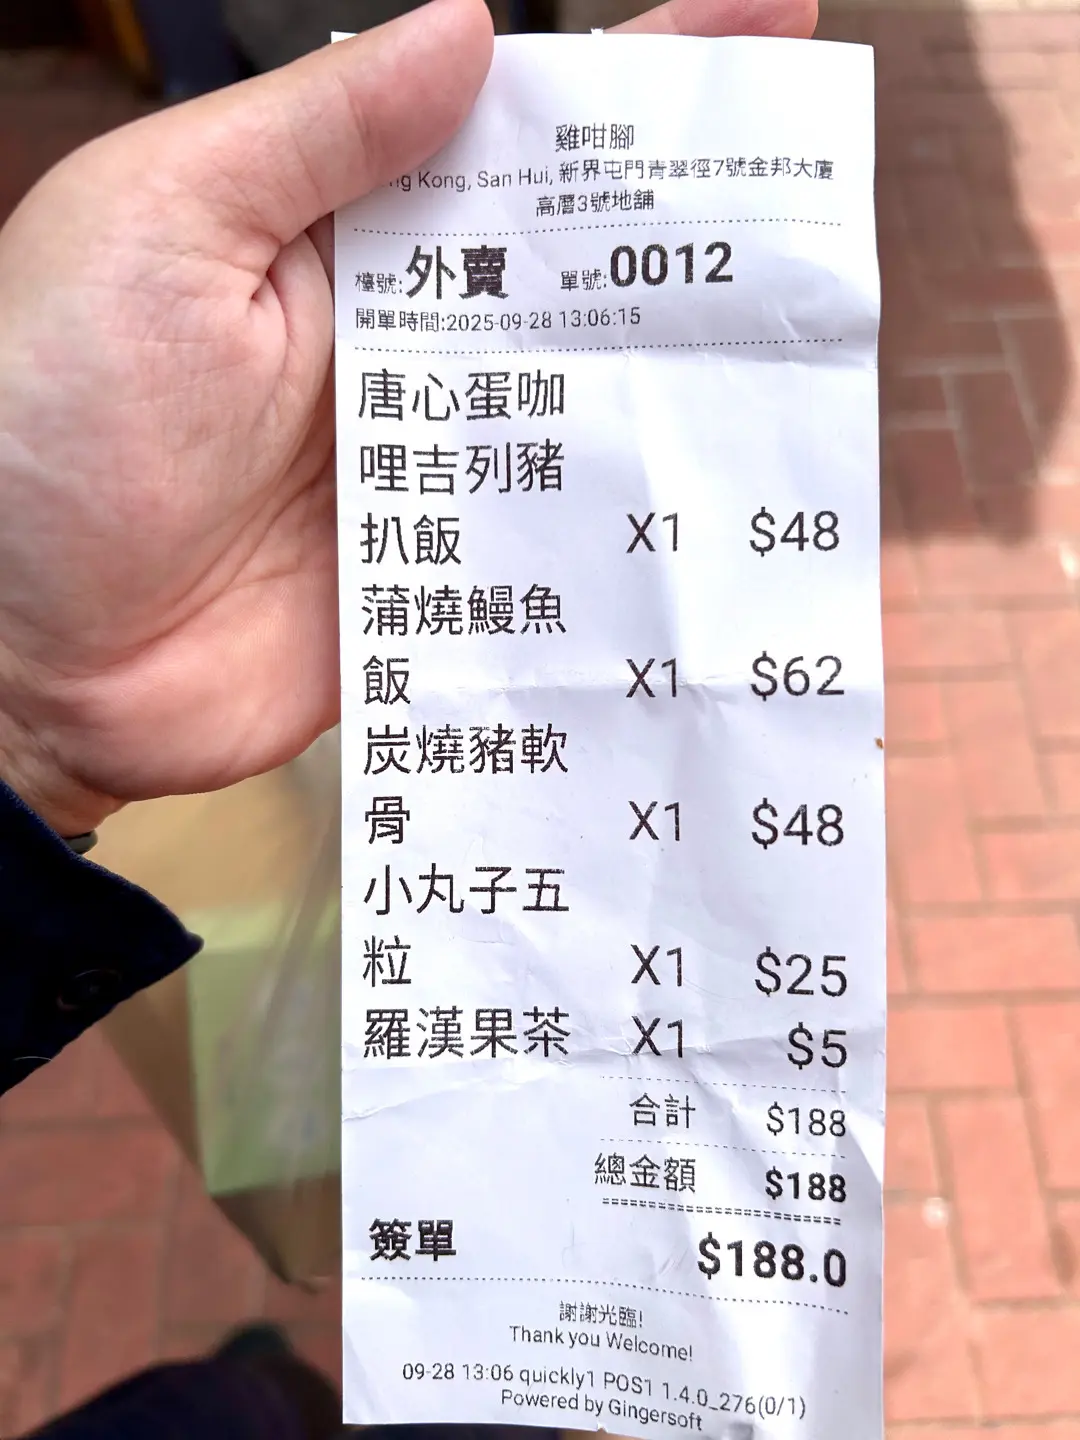 雞咁腳
ng Kong, San Hui, 新界屯門青翠徑7號金邦大廈
高層3號地舖
檯號:外賣 單號:0012
開單時間:2025-09-28 13:06:15
唐心蛋咖
哩吉列豬
扒飯 X1 $48
蒲燒鰻魚
飯 X1 $62
炭燒豬軟
骨 X1 $48
小丸子五
粒 X1 $25
羅漢果茶 X1 $5
合計 $188
總金額 $188
簽單 $188.0
謝謝光臨!
Thank you Welcome!
09-28 13:06 quickly1 POS1 1.4.0_276(0/1)
Powered by Gingersoft